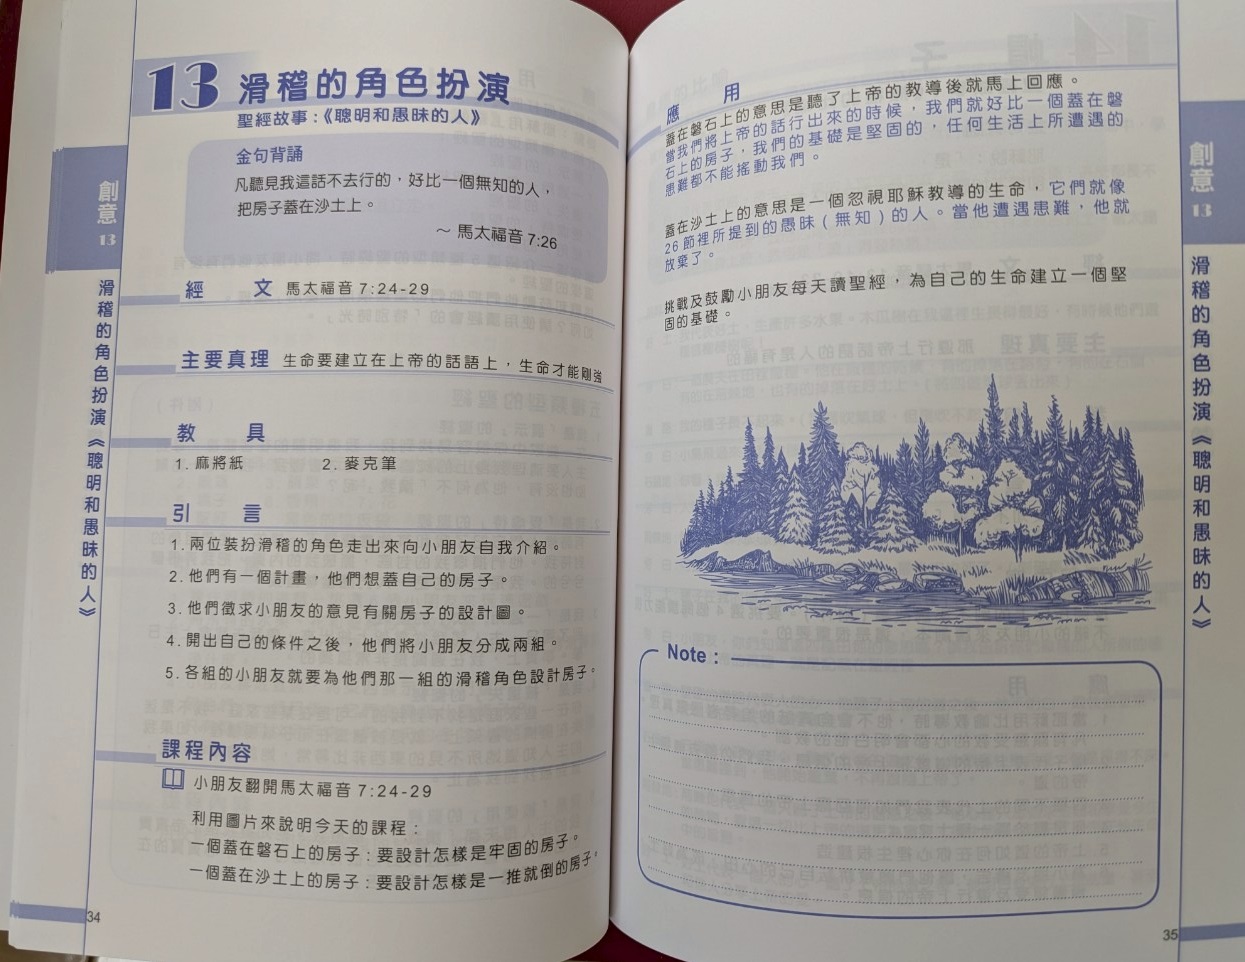 13 滑稽的角色扮演
聖經故事:《聰明和愚昧的人》
金句背誦
凡聽見我這話不去行的，好比一個無知的人，
把房子蓋在沙土上。
～ 馬太福音 7:26
經 文 馬太福音 7:24-29
主要真理 生命要建立在上帝的話語上，生命才能剛強
教 具
1. 麻將紙 2. 麥克筆
引 言
1. 兩位裝扮滑稽的角色走出來向小朋友自我介紹。
2. 他們有一個計畫，他們想蓋自己的房子。
3. 他們徵求小朋友的意見有關房子的設計圖。
4. 開出自己的條件之後，他們將小朋友分成兩組。
5. 各組的小朋友就要為他們那一組的滑稽角色設計房子。
課程內容
小朋友翻開馬太福音 7:24-29
利用圖片來說明今天的課程：
一個蓋在磐石上的房子：要設計怎樣是牢固的房子。
一個蓋在沙土上的房子：要設計怎樣是一推就倒的房子。
創意 13
滑稽的角色扮演《聰明和愚昧的人》
34
應 用
蓋在磐石上的意思是聽了上帝的教導後就馬上回應。
當我們將上帝的話行出來的時候，我們就好比一個蓋在磐
石上的房子，我們的基礎是堅固的，任何生活上所遭遇的
患難都不能搖動我們。
蓋在沙土上的意思是一個忽視耶穌教導的生命，它們就像
26 節裡所提到的愚昧（無知）的人。當他遭遇患難，他就
放棄了。
挑戰及鼓勵小朋友每天讀聖經，為自己的生命建立一個堅
固的基礎。
Note：
創意 13
滑稽的角色扮演《聰明和愚昧的人》
35